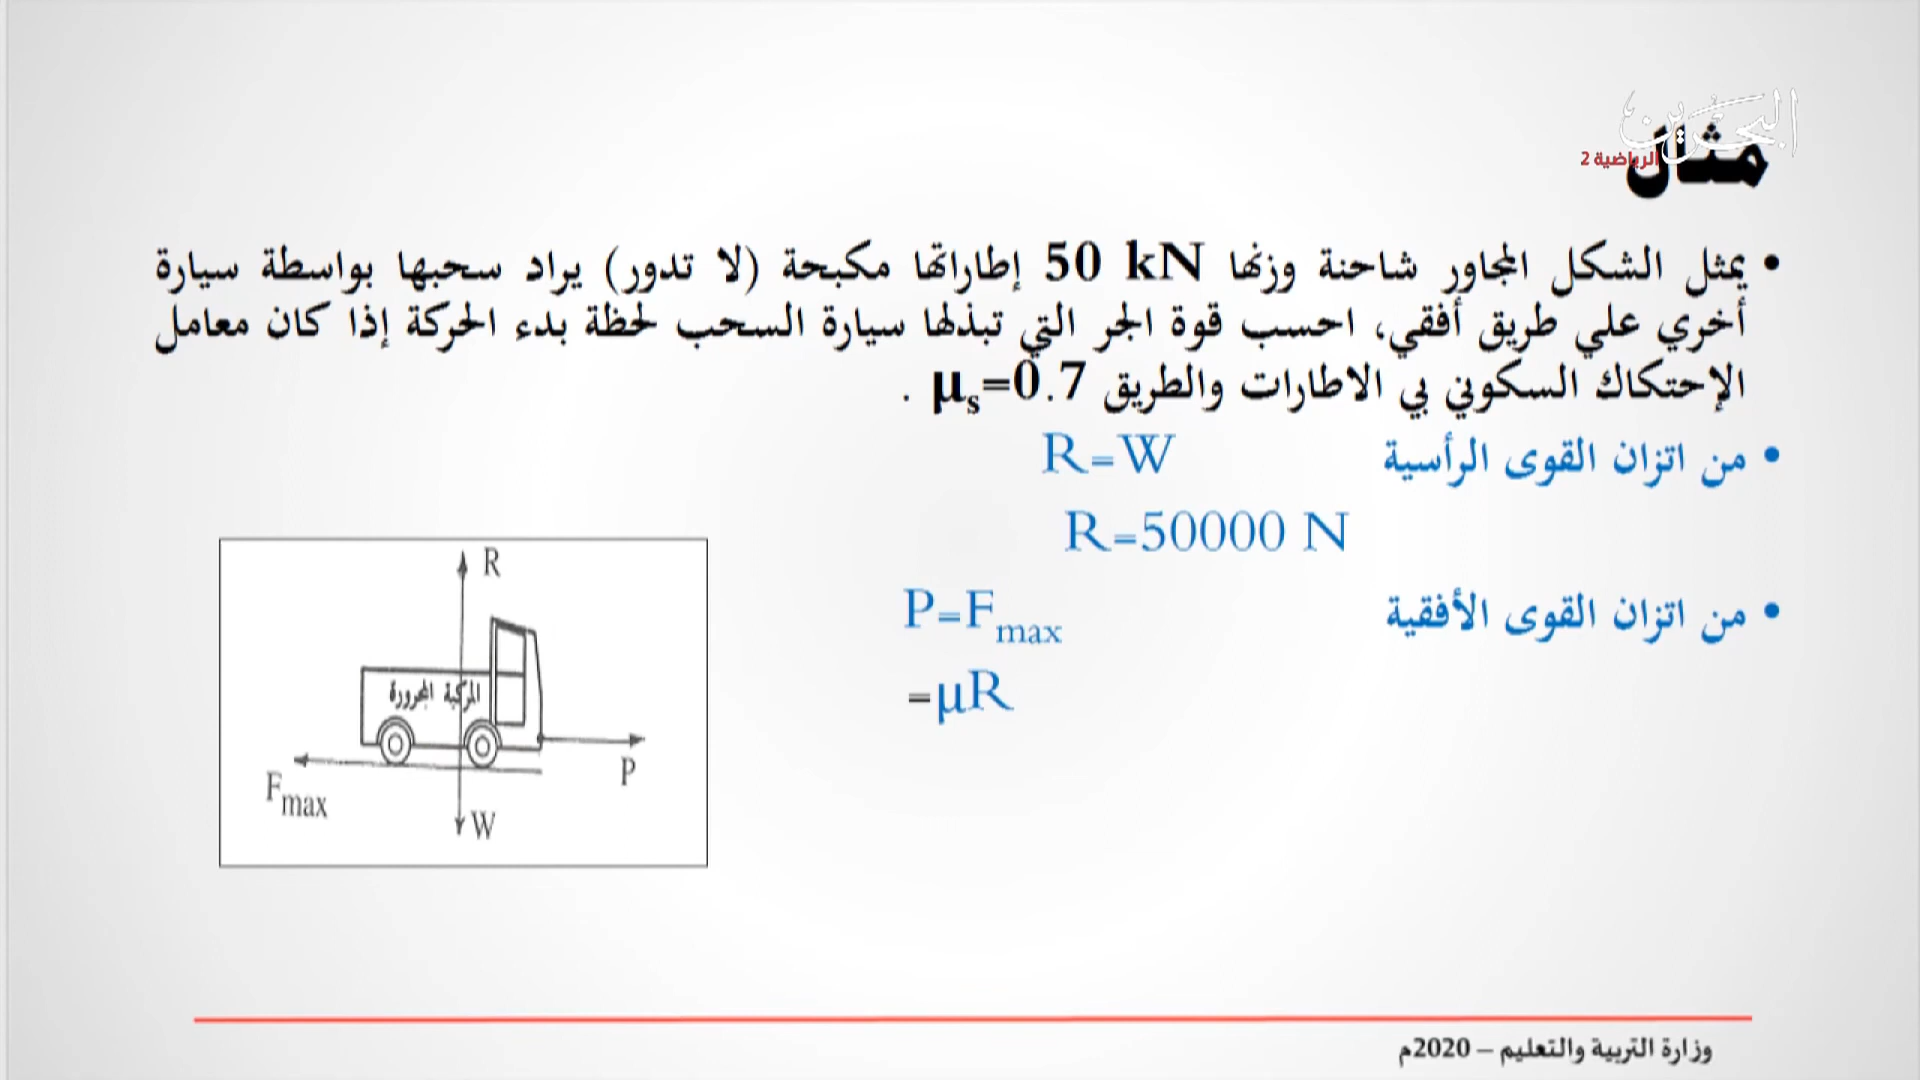 البحرين
الرياضية 2
مثال
• يمثل الشكل المجاور شاحنة وزنها 50 kN إطاراتها مكبحة (لا تدور) يراد سحبها بواسطة سيارة
أخري علي طريق أفقي، احسب قوة الجر التي تبذلها سيارة السحب لحظة بدء الحركة إذا كان معامل
الإحتكاك السكوني بي الاطارات والطريق μs=0.7 .
• من اتزان القوى الرأسية R=W
R=50000 N
• من اتزان القوى الأفقية P=Fmax
=μR
R
المركبة المجرورة
P
Fmax
W
وزارة التربية والتعليم – 2020م